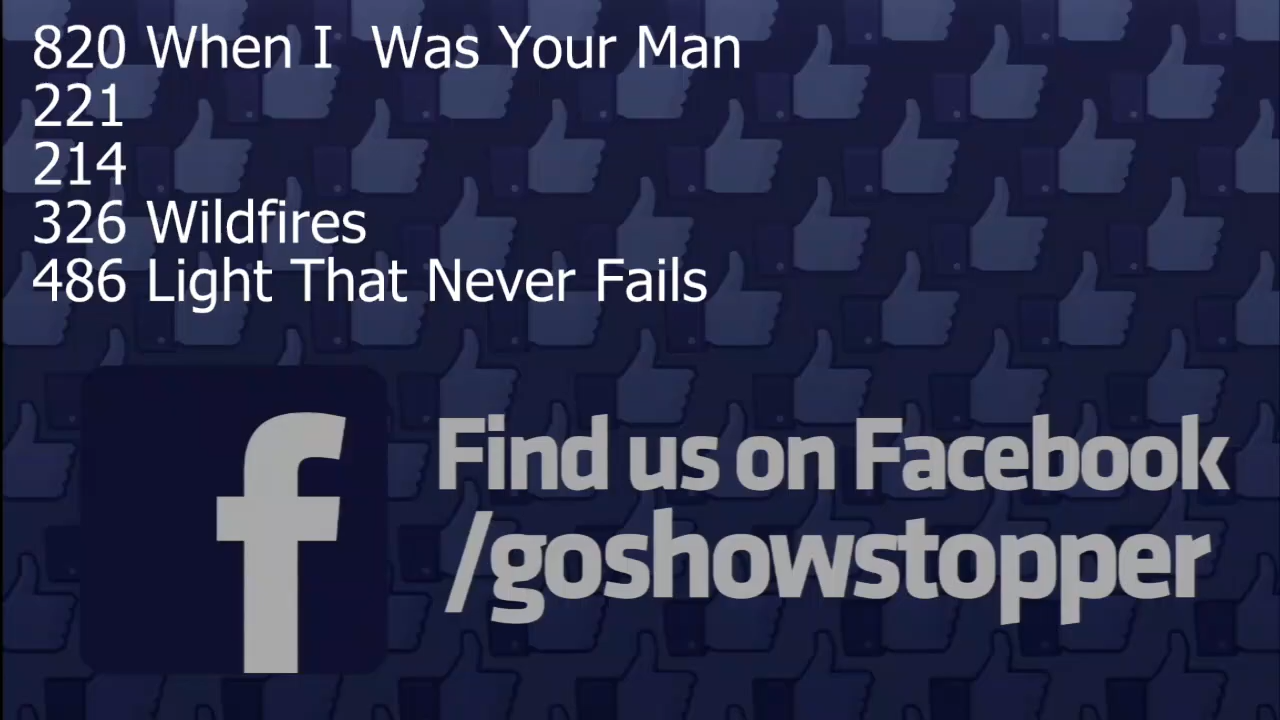 820 When I  Was Your Man
221
214
326 Wildfires
486 Light That Never Fails
f
Find us on Facebook
/goshowstopper